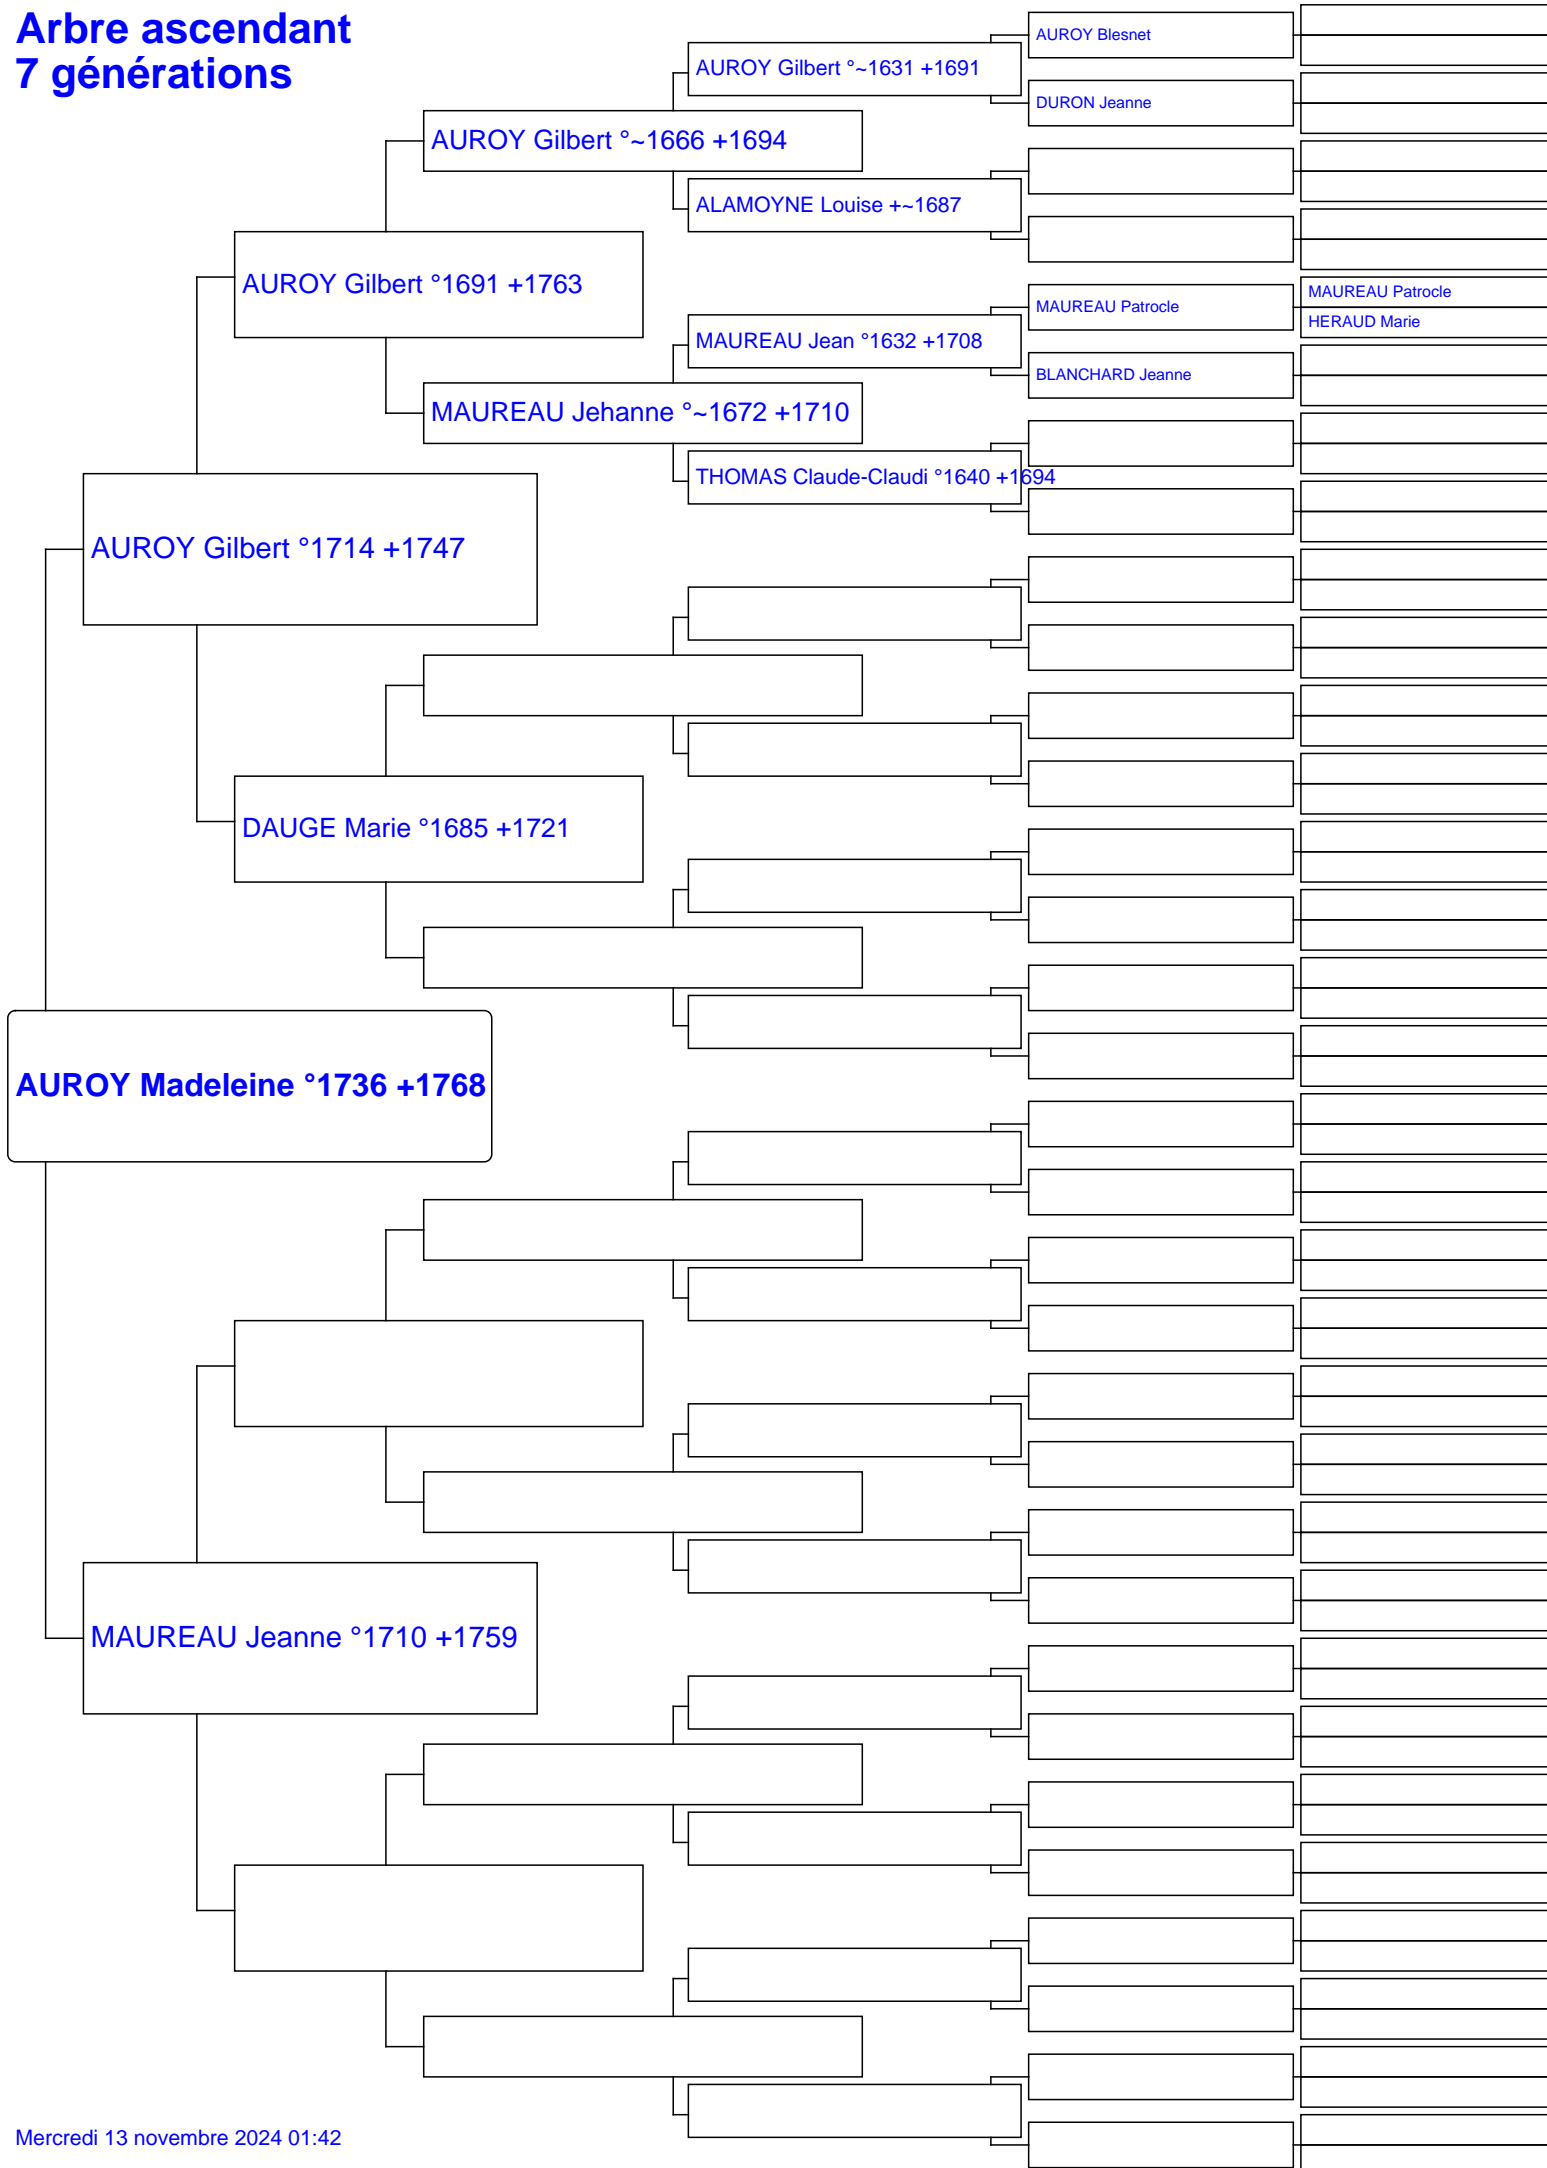 Arbre ascendant
7 générations
AUROY Blesnet
AUROY Gilbert °~1631 +1691
DURON Jeanne
AUROY Gilbert °~1666 +1694
ALAMOYNE Louise +~1687
AUROY Gilbert °1691 +1763
MAUREAU Patrocle
MAUREAU Patrocle
HERAUD Marie
MAUREAU Jean °1632 +1708
BLANCHARD Jeanne
MAUREAU Jehanne °~1672 +1710
THOMAS Claude-Claudi °1640 +1694
AUROY Gilbert °1714 +1747
DAUGE Marie °1685 +1721
AUROY Madeleine °1736 +1768
MAUREAU Jeanne °1710 +1759
Mercredi 13 novembre 2024 01:42